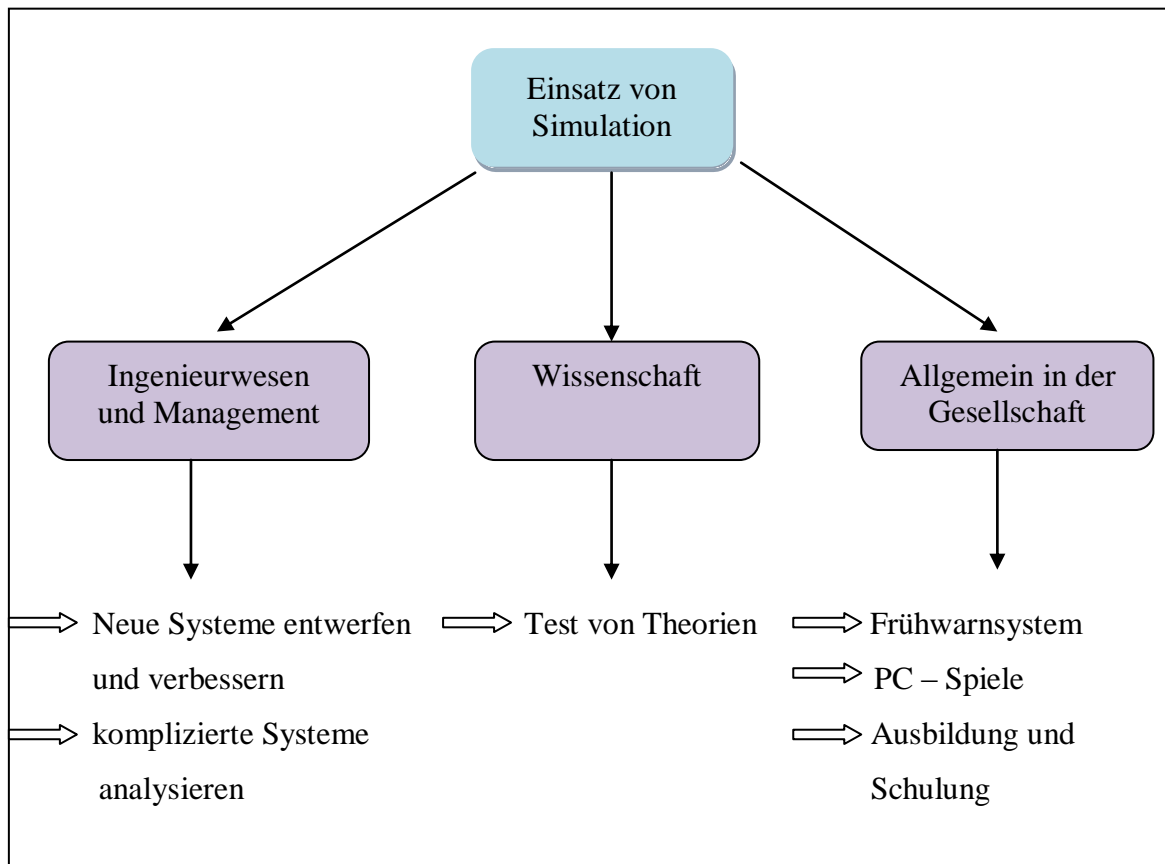 Einsatz von
Simulation
Ingenieurwesen
und Management
Wissenschaft
Allgemein in der
Gesellschaft
Neue Systeme entwerfen
und verbessern
komplizierte Systeme
analysieren
Test von Theorien
Frühwarnsystem
PC – Spiele
Ausbildung und
Schulung